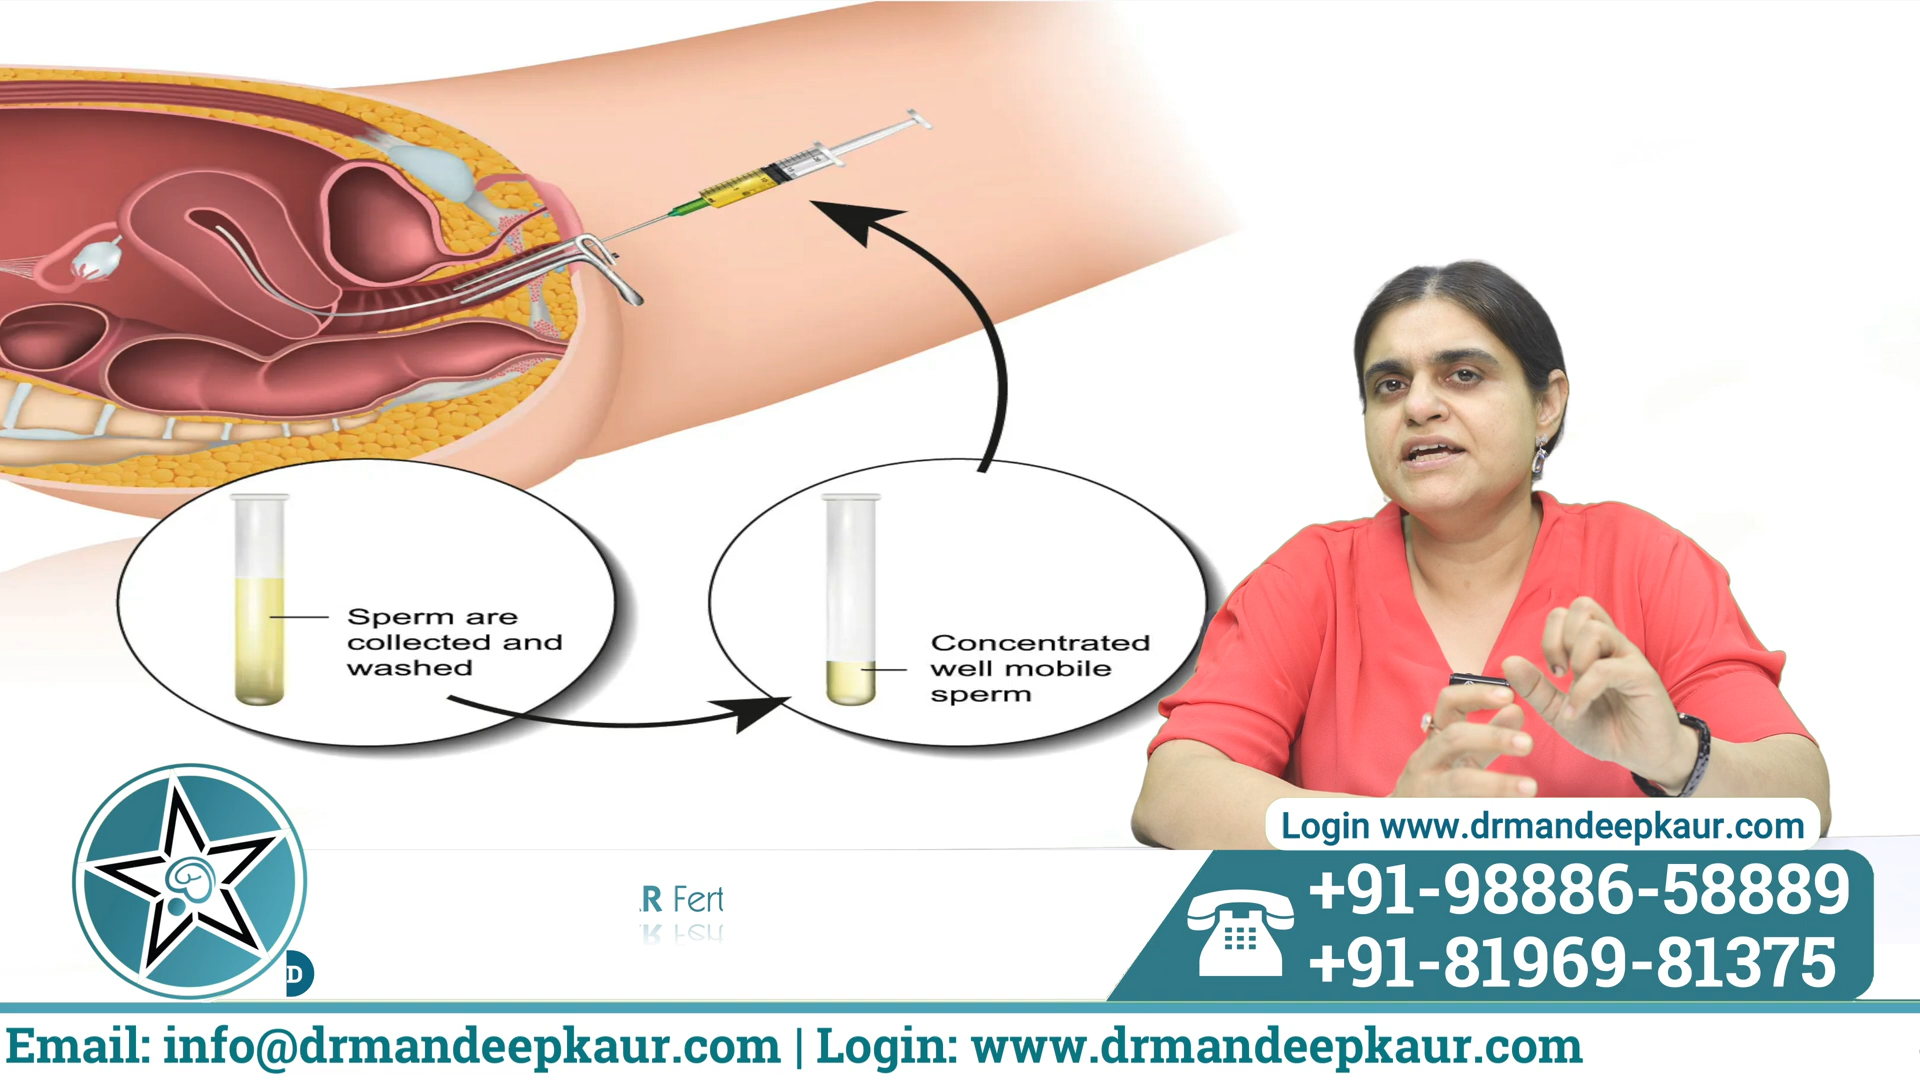 Sperm are
collected and
washed
Concentrated
well mobile
sperm
Login www.drmandeepkaur.com
R Fert
+91-98886-58889
+91-81969-81375
D
Email: info@drmandeepkaur.com | Login: www.drmandeepkaur.com